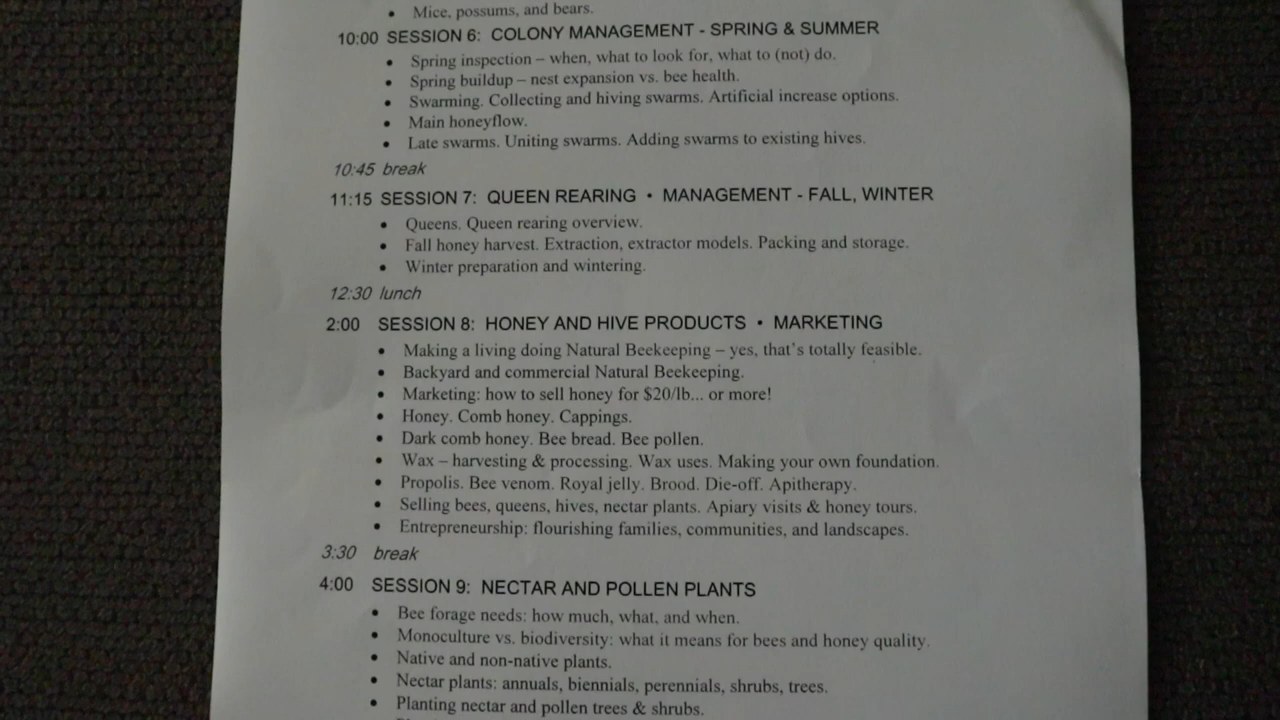 • Mice, possums, and bears.
10:00 SESSION 6: COLONY MANAGEMENT - SPRING & SUMMER
• Spring inspection – when, what to look for, what to (not) do.
• Spring buildup – nest expansion vs. bee health.
• Swarming. Collecting and hiving swarms. Artificial increase options.
• Main honeyflow.
• Late swarms. Uniting swarms. Adding swarms to existing hives.
10:45 break
11:15 SESSION 7: QUEEN REARING • MANAGEMENT - FALL, WINTER
• Queens. Queen rearing overview.
• Fall honey harvest. Extraction, extractor models. Packing and storage.
• Winter preparation and wintering.
12:30 lunch
2:00 SESSION 8: HONEY AND HIVE PRODUCTS • MARKETING
• Making a living doing Natural Beekeeping – yes, that's totally feasible.
• Backyard and commercial Natural Beekeeping.
• Marketing: how to sell honey for $20/lb... or more!
• Honey. Comb honey. Cappings.
• Dark comb honey. Bee bread. Bee pollen.
• Wax – harvesting & processing. Wax uses. Making your own foundation.
• Propolis. Bee venom. Royal jelly. Brood. Die-off. Apitherapy.
• Selling bees, queens, hives, nectar plants. Apiary visits & honey tours.
• Entrepreneurship: flourishing families, communities, and landscapes.
3:30 break
4:00 SESSION 9: NECTAR AND POLLEN PLANTS
• Bee forage needs: how much, what, and when.
• Monoculture vs. biodiversity: what it means for bees and honey quality.
• Native and non-native plants.
• Nectar plants: annuals, biennials, perennials, shrubs, trees.
• Planting nectar and pollen trees & shrubs.